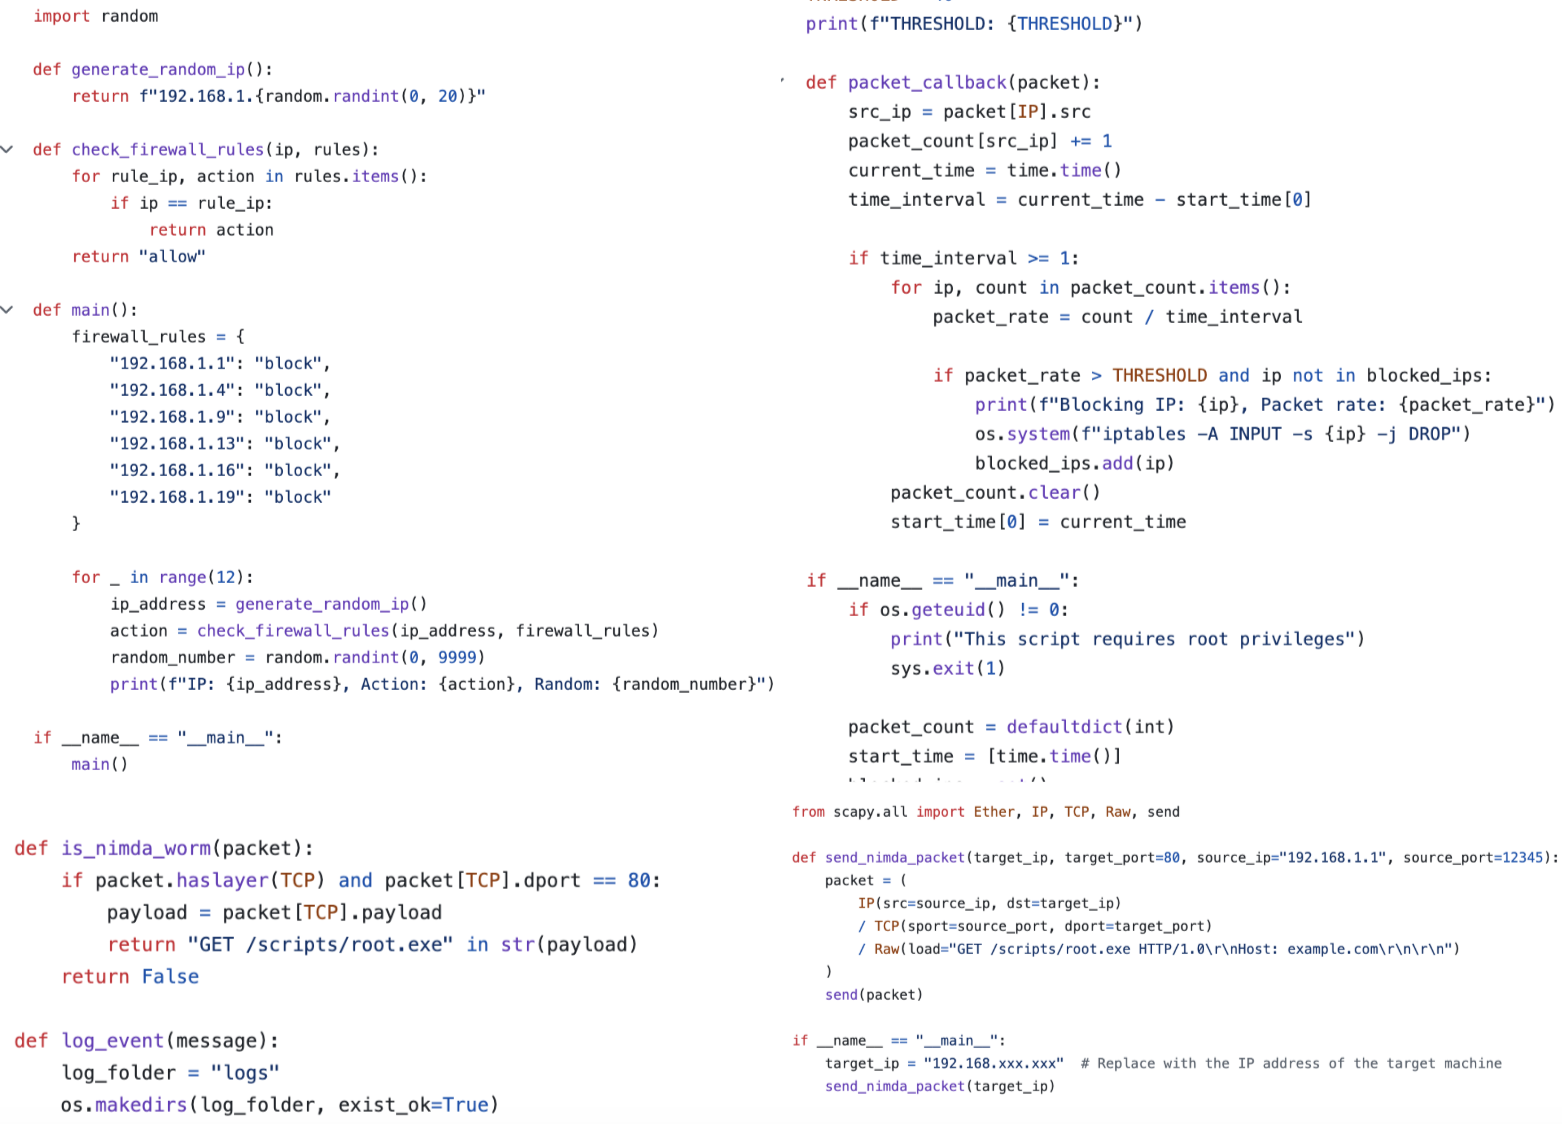 import random

def generate_random_ip():
    return f"192.168.1.{random.randint(0, 20)}"

def check_firewall_rules(ip, rules):
    for rule_ip, action in rules.items():
        if ip == rule_ip:
            return action
    return "allow"

def main():
    firewall_rules = {
        "192.168.1.1": "block",
        "192.168.1.4": "block",
        "192.168.1.9": "block",
        "192.168.1.13": "block",
        "192.168.1.16": "block",
        "192.168.1.19": "block"
    }

    for _ in range(12):
        ip_address = generate_random_ip()
        action = check_firewall_rules(ip_address, firewall_rules)
        random_number = random.randint(0, 9999)
        print(f"IP: {ip_address}, Action: {action}, Random: {random_number}")

if __name__ == "__main__":
    main()

print(f"THRESHOLD: {THRESHOLD}")

def packet_callback(packet):
    src_ip = packet[IP].src
    packet_count[src_ip] += 1
    current_time = time.time()
    time_interval = current_time - start_time[0]

    if time_interval >= 1:
        for ip, count in packet_count.items():
            packet_rate = count / time_interval

            if packet_rate > THRESHOLD and ip not in blocked_ips:
                print(f"Blocking IP: {ip}, Packet rate: {packet_rate}")
                os.system(f"iptables -A INPUT -s {ip} -j DROP")
                blocked_ips.add(ip)
        packet_count.clear()
        start_time[0] = current_time

if __name__ == "__main__":
    if os.geteuid() != 0:
        print("This script requires root privileges")
        sys.exit(1)

    packet_count = defaultdict(int)
    start_time = [time.time()]

def is_nimda_worm(packet):
    if packet.haslayer(TCP) and packet[TCP].dport == 80:
        payload = packet[TCP].payload
        return "GET /scripts/root.exe" in str(payload)
    return False

def log_event(message):
    log_folder = "logs"
    os.makedirs(log_folder, exist_ok=True)

from scapy.all import Ether, IP, TCP, Raw, send

def send_nimda_packet(target_ip, target_port=80, source_ip="192.168.1.1", source_port=12345):
    packet = (
        IP(src=source_ip, dst=target_ip)
        / TCP(sport=source_port, dport=target_port)
        / Raw(load="GET /scripts/root.exe HTTP/1.0\r\nHost: example.com\r\n\r\n")
    )
    send(packet)

if __name__ == "__main__":
    target_ip = "192.168.xxx.xxx"  # Replace with the IP address of the target machine
    send_nimda_packet(target_ip)